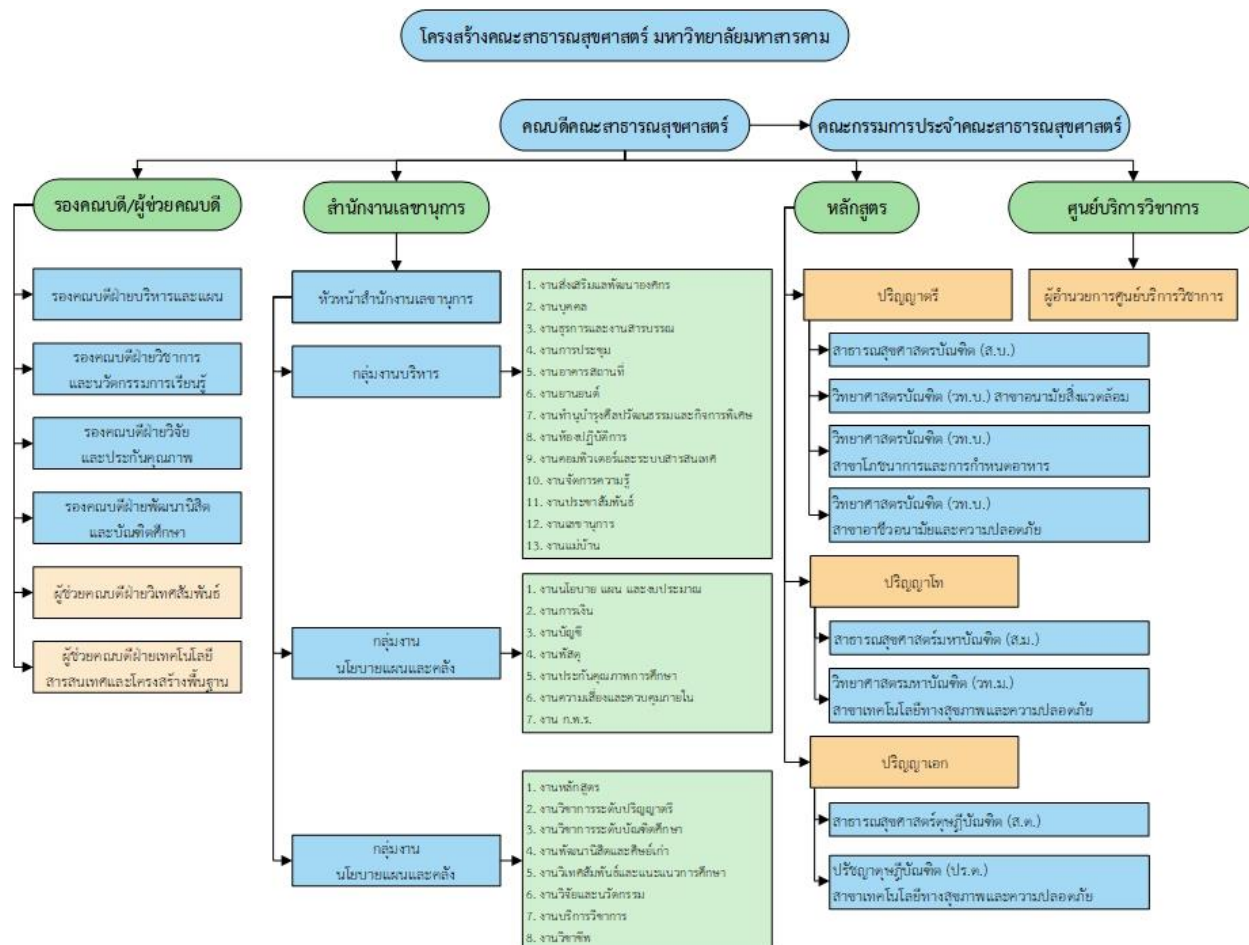 โครงสร้างคณะสาธารณสุขศาสตร์ มหาวิทยาลัยมหาสารคาม
คณบดีคณะสาธารณสุขศาสตร์
คณะกรรมการประจำคณะสาธารณสุขศาสตร์
รองคณบดี/ผู้ช่วยคณบดี
สำนักงานเลขานุการ
หลักสูตร
ศูนย์บริการวิชาการ
รองคณบดีฝ่ายบริหารและแผน
รองคณบดีฝ่ายวิชาการ
และนวัตกรรมการเรียนรู้
รองคณบดีฝ่ายวิจัย
และประกันคุณภาพ
รองคณบดีฝ่ายพัฒนานิสิต
และบัณฑิตศึกษา
ผู้ช่วยคณบดีฝ่ายวิเทศสัมพันธ์
ผู้ช่วยคณบดีฝ่ายเทคโนโลยี
สารสนเทศและโครงสร้างพื้นฐาน
หัวหน้าสำนักงานเลขานุการ
กลุ่มงานบริหาร
1. งานส่งเสริมและพัฒนาองศ์กร
2. งานบุคคล
3. งานธุรการและงานสารบรรณ
4. งานการประชุม
5. งานอาคารสถานที่
6. งานยานยนต์
7. งานทำนุบำรุงศิลปวัฒนธรรมและกิจการพิเศษ
8. งานห้องปฏิบัติการ
9. งานคอมพิวเตอร์และระบบสารสนเทศ
10. งานจัดการความรู้
11. งานประชาสัมพันธ์
12. งานเลขานุการ
13. งานแม่บ้าน
กลุ่มงาน
นโยบายแผนและคลัง
1. งานนโยบาย แผน และงบประมาณ
2. งานการเงิน
3. งานบัญชี
4. งานพัสดุ
5. งานประกันคุณภาพการศึกษา
6. งานความเสี่ยงและควบคุมภายใน
7. งาน ก.พ.ร.
กลุ่มงาน
นโยบายแผนและคลัง
1. งานหลักสูตร
2. งานวิชาการระดับปริญญาตรี
3. งานวิชาการระดับบัณฑิตศึกษา
4. งานพัฒนานิสิตและศิษย์เก่า
5. งานวิเทศสัมพันธ์และแนะแนวการศึกษา
6. งานวิจัยและนวัตกรรม
7. งานบริการวิชาการ
8. งานวิชาชีพ
ปริญญาตรี
สาธารณสุขศาสตรบัณฑิต (ส.บ.)
วิทยาศาสตรบัณฑิต (วท.บ.) สาขาอนามัยสิ่งแวดล้อม
วิทยาศาสตรบัณฑิต (วท.บ.)
สาขาโภชนาการและการกำหนดอาหาร
วิทยาศาสตรบัณฑิต (วท.บ.)
สาขาอาชีวอนามัยและความปลอดภัย
ปริญญาโท
สาธารณสุขศาสตร์มหาบัณฑิต (ส.ม.)
วิทยาศาสตรมหาบัณฑิต (วท.ม.)
สาขาเทคโนโลยีทางสุขภาพและความปลอดภัย
ปริญญาเอก
สาธารณสุขศาสตร์ดุษฎีบัณฑิต (ส.ด.)
ปรัชญาดุษฎีบัณฑิต (ปร.ด.)
สาขาเทคโนโลยีทางสุขภาพและความปลอดภัย
ผู้อำนวยการศูนย์บริการวิชาการ